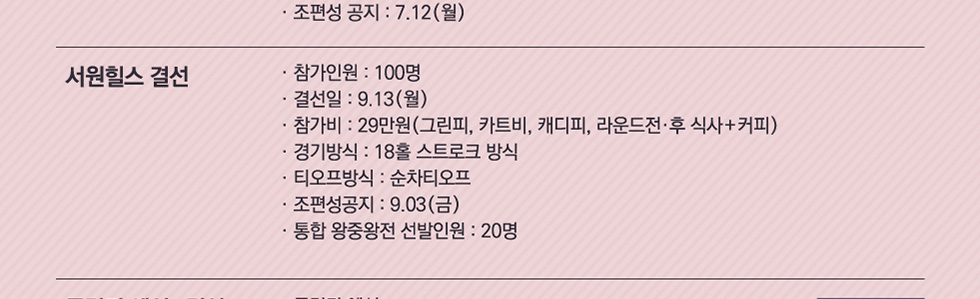 · 조편성 공지 : 7.12(월)
서원힐스 결선
· 참가인원 : 100명
· 결선일 : 9.13(월)
· 참가비 : 29만원(그린피, 카트비, 캐디피, 라운드전·후 식사+커피)
· 경기방식 : 18홀 스트로크 방식
· 티오프방식 : 순차티오프
· 조편성공지 : 9.03(금)
· 통합 왕중왕전 선발인원 : 20명